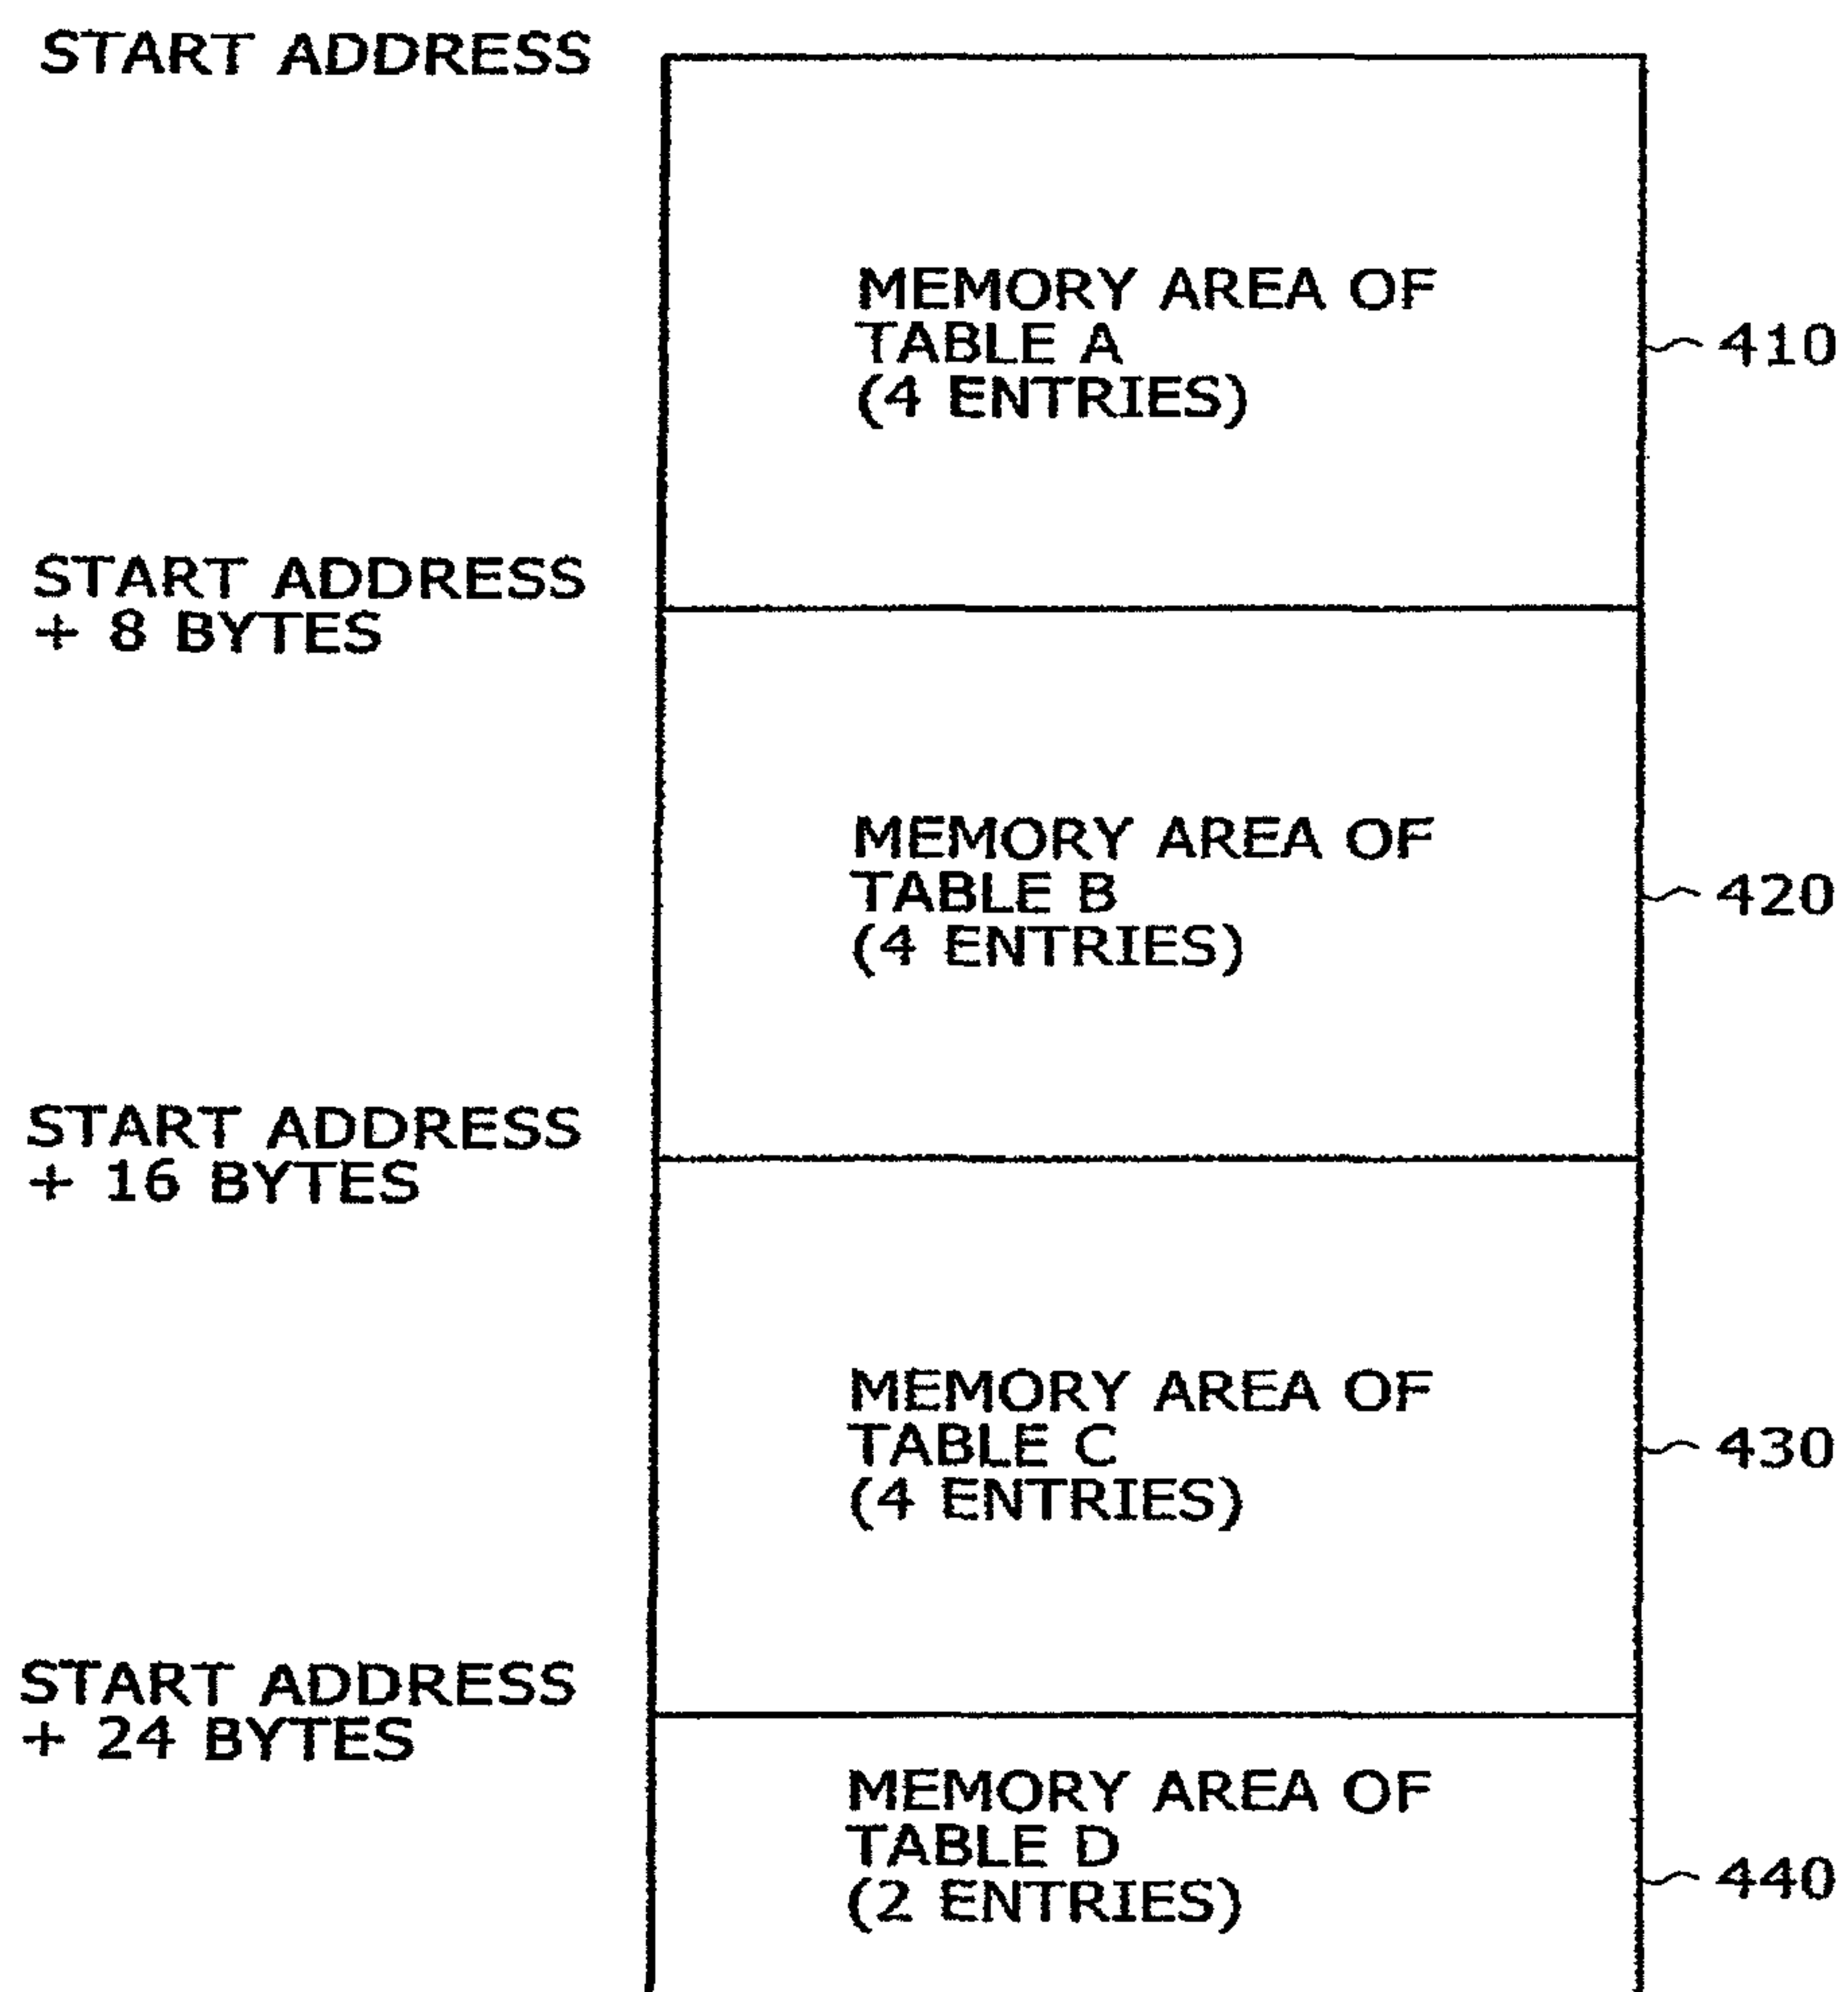 START ADDRESS
MEMORY AREA OF
TABLE A
(4 ENTRIES)
410
START ADDRESS
+ 8 BYTES
MEMORY AREA OF
TABLE B
(4 ENTRIES)
420
START ADDRESS
+ 16 BYTES
MEMORY AREA OF
TABLE C
(4 ENTRIES)
430
START ADDRESS
+ 24 BYTES
MEMORY AREA OF
TABLE D
(2 ENTRIES)
440